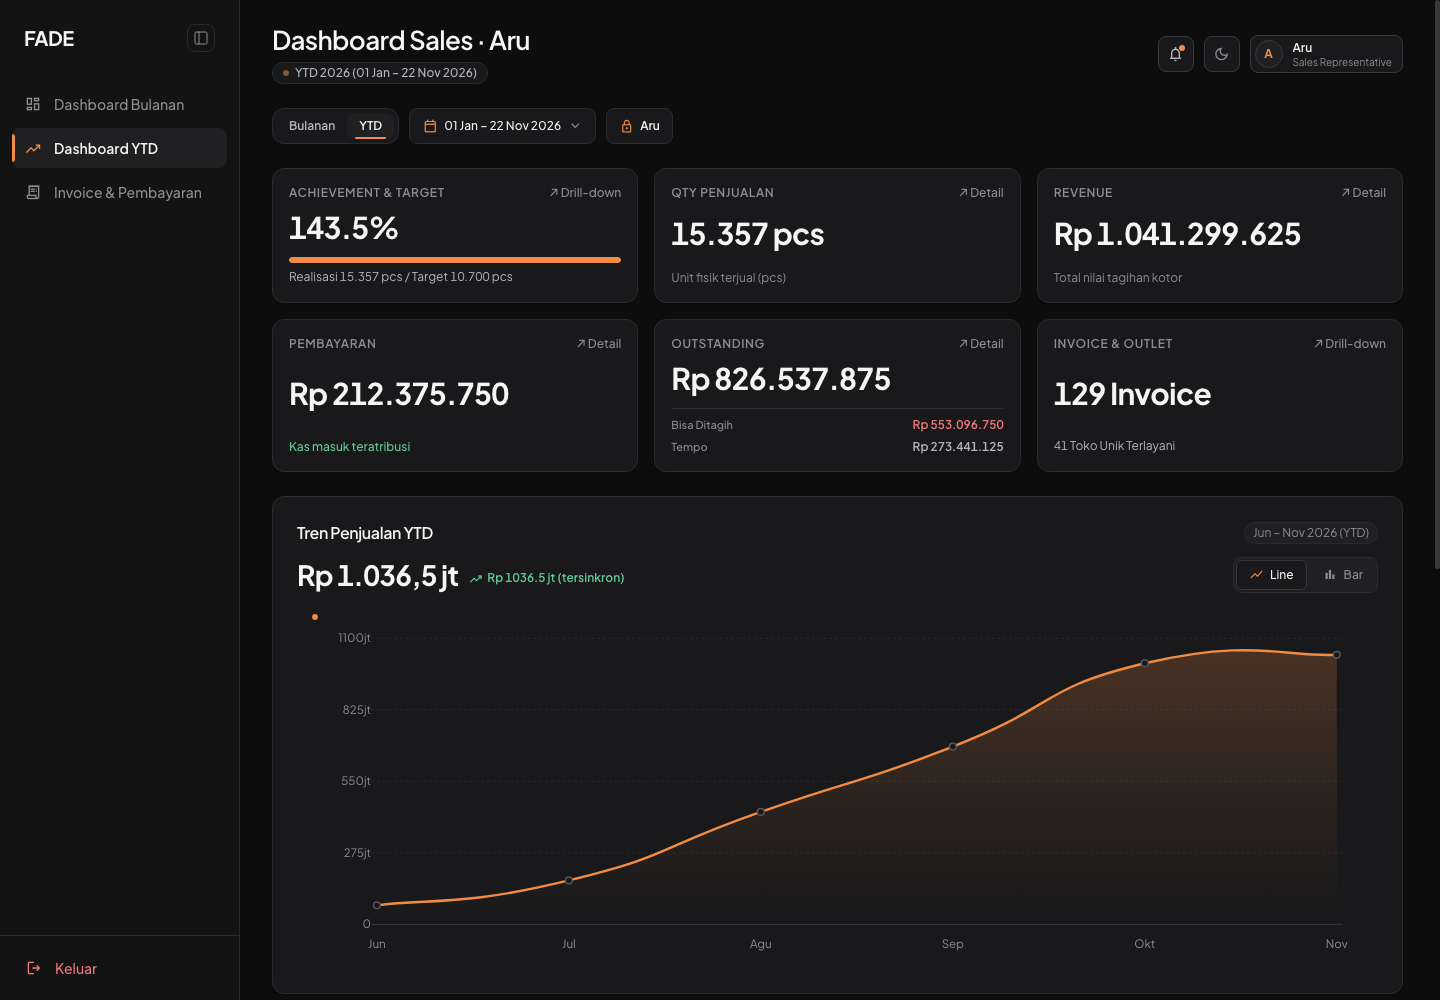 FADE
Dashboard Bulanan
Dashboard YTD
Invoice & Pembayaran
Keluar
Dashboard Sales · Aru
YTD 2026 (01 Jan – 22 Nov 2026)
A
Aru
Sales Representative
Bulanan
YTD
01 Jan – 22 Nov 2026
Aru
ACHIEVEMENT & TARGET
Drill-down
143.5%
Realisasi 15.357 pcs / Target 10.700 pcs
QTY PENJUALAN
Detail
15.357 pcs
Unit fisik terjual (pcs)
REVENUE
Detail
Rp 1.041.299.625
Total nilai tagihan kotor
PEMBAYARAN
Detail
Rp 212.375.750
Kas masuk teratribusi
OUTSTANDING
Detail
Rp 826.537.875
Bisa Ditagih Rp 553.096.750
Tempo Rp 273.441.125
INVOICE & OUTLET
Drill-down
129 Invoice
41 Toko Unik Terlayani
Tren Penjualan YTD
Jun – Nov 2026 (YTD)
Rp 1.036,5 jt
Rp 1036.5 jt (tersinkron)
Line
Bar
1100jt
825jt
550jt
275jt
0
Jun Jul Agu Sep Okt Nov